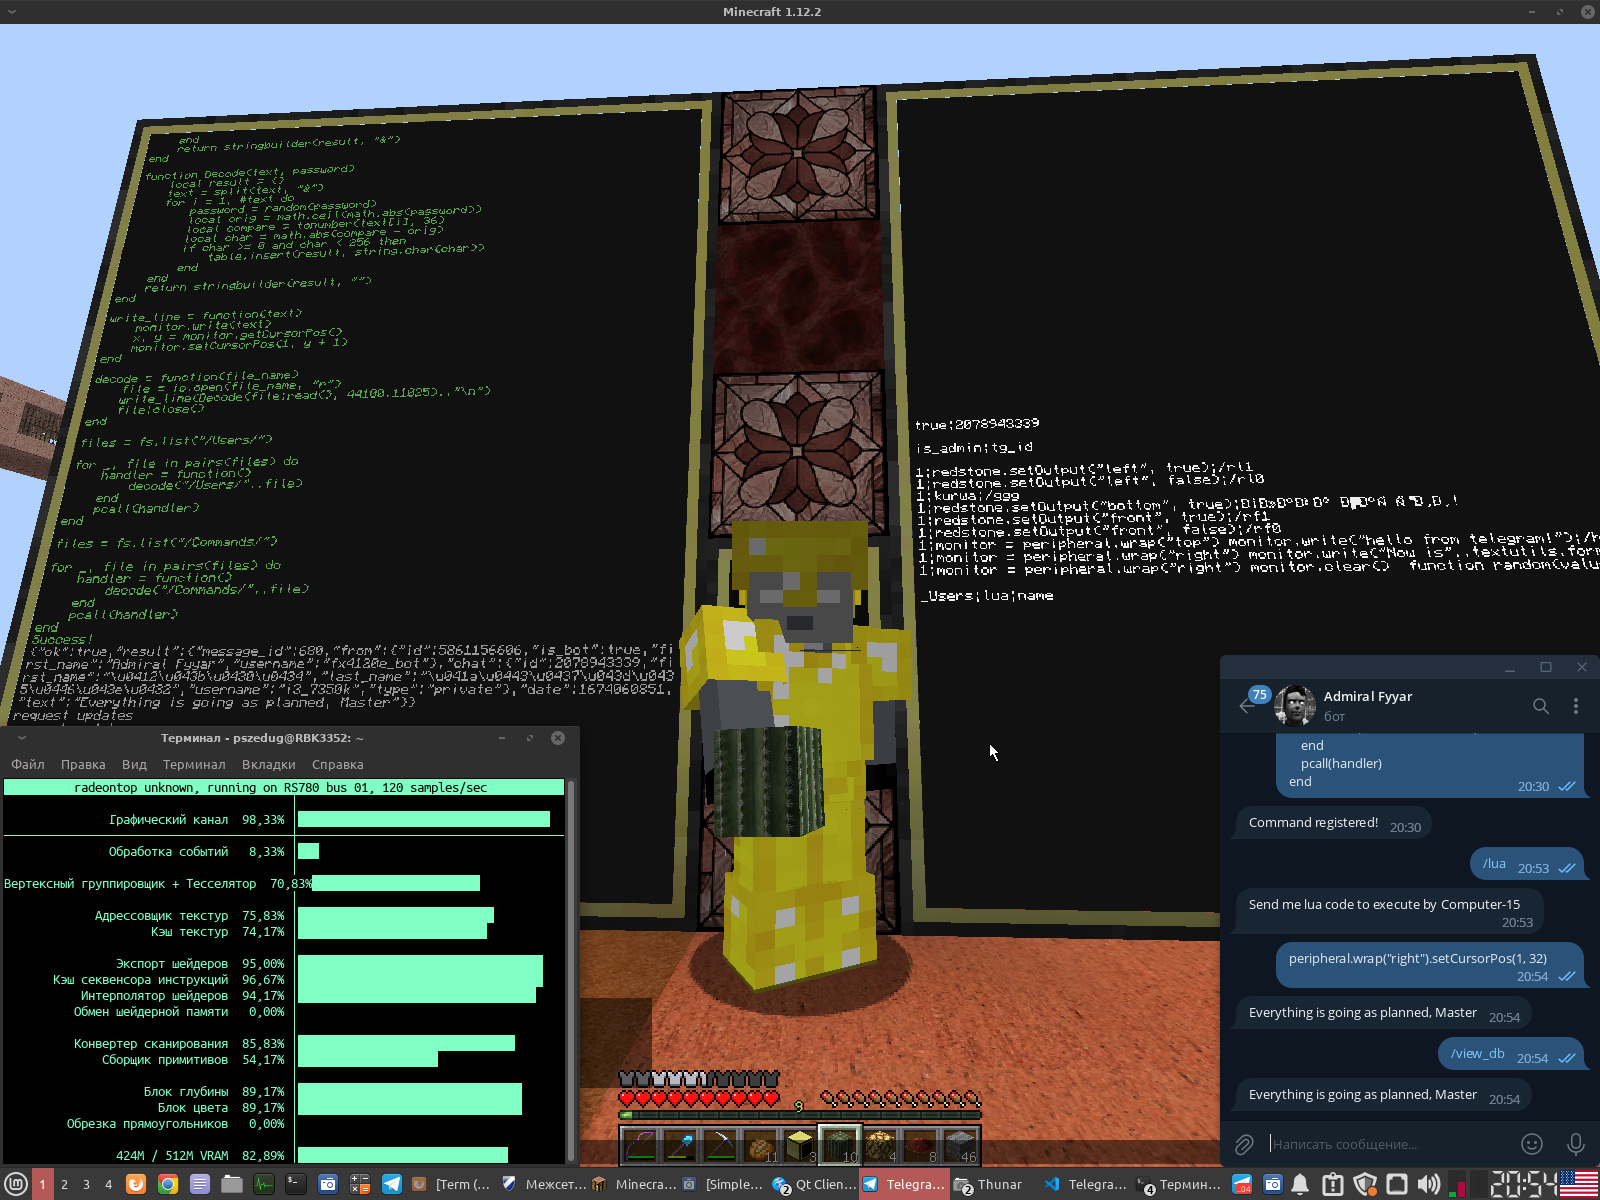 Minecraft 1.12.2
end
return stringbuilder(result, "&")
end
function Decode(text, password)
local result = {}
text = split(text, "&")
for i = 1, #text do
password = random(password)
local orig = math.ceil(math.abs(password))
local compare = tonumber(text[i], 36)
local char = math.abs(compare - orig)
if char >= 0 and char < 256 then
table.insert(result, string.char(char))
end
end
return stringbuilder(result, "")
end
write_line = function(text)
monitor.write(text)
x, y = monitor.getCursorPos()
monitor.setCursorPos(1, y + 1)
end
decode = function(file_name)
file = io.open(file_name, "r")
write_line(Decode(file:read(), 44100.11025).."\n")
file:close()
end
files = fs.list("/Users/")
for _, file in pairs(files) do
handler = function()
decode("/Users/"..file)
end
pcall(handler)
end
files = fs.list("/Commands/")
for _, file in pairs(files) do
handler = function()
decode("/Commands/"..file)
end
pcall(handler)
end
Success!
{"ok":true,"result":{"message_id":680,"from":{"id":5861156606,"is_bot":true,"fi
rst_name":"Admiral Fyyar","username":"fx4120e_bot"},"chat":{"id":2078943339,"fi
rst_name":"\u0412\u043b\u0430\u0434","last_name":"\u041a\u0443\u0437\u043d\u043
5\u0446\u043e\u0432","username":"i3_7350k","type":"private"},"date":1674060851,
"text":"Everything is going as planned, Master"}}
request updates
true;2078943339
is_admin;tg_id
1;redstone.setOutput("left", true);/rl1
1;redstone.setOutput("left", false);/rl0
1;kurwa;/ggg
1;redstone.setOutput("bottom", true);
1;redstone.setOutput("front", true);/rf1
1;redstone.setOutput("front", false);/rf0
1;monitor = peripheral.wrap("top") monitor.write("hello from telegram!");/r
1;monitor = peripheral.wrap("right") monitor.write("Now is"..textutils.for
1;monitor = peripheral.wrap("right") monitor.clear() function random(valu
_Users;lua;name
Терминал - pszedug@RBK3352: ~
Файл Правка Вид Терминал Вкладки Справка
radeontop unknown, running on RS780 bus 01, 120 samples/sec
Графический канал 98,33%
Обработка событий 8,33%
Вертексный группировщик + Тесселятор 70,83%
Адрессовщик текстур 75,83%
Кэш текстур 74,17%
Экспорт шейдеров 95,00%
Кэш секвенсора инструкций 96,67%
Интерполятор шейдеров 94,17%
Обмен шейдерной памяти 0,00%
Конвертер сканирования 85,83%
Сборщик примитивов 54,17%
Блок глубины 89,17%
Блок цвета 89,17%
Обрезка прямоугольников 0,00%
424M / 512M VRAM 82,89%
9
11 3 10 4 8 46
75 Admiral Fyyar
бот
end
pcall(handler)
end
20:30
Command registered! 20:30
/lua 20:53
Send me lua code to execute by Computer-15
20:53
peripheral.wrap("right").setCursorPos(1, 32)
20:54
Everything is going as planned, Master 20:54
/view_db 20:54
Everything is going as planned, Master 20:54
Написать сообщение...
1 2 3 4 [Term (... Межсет... Minecra... [Simple... 2 Qt Clien... Telegra... 2 Thunar Telegra... 4 Термин... .04 20:54